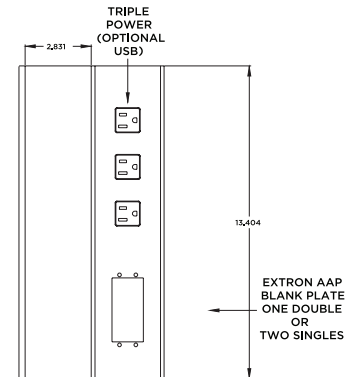 TRIPLE
POWER
(OPTIONAL
USB)
2.831
13.404
EXTRON AAP
BLANK PLATE
ONE DOUBLE
OR
TWO SINGLES